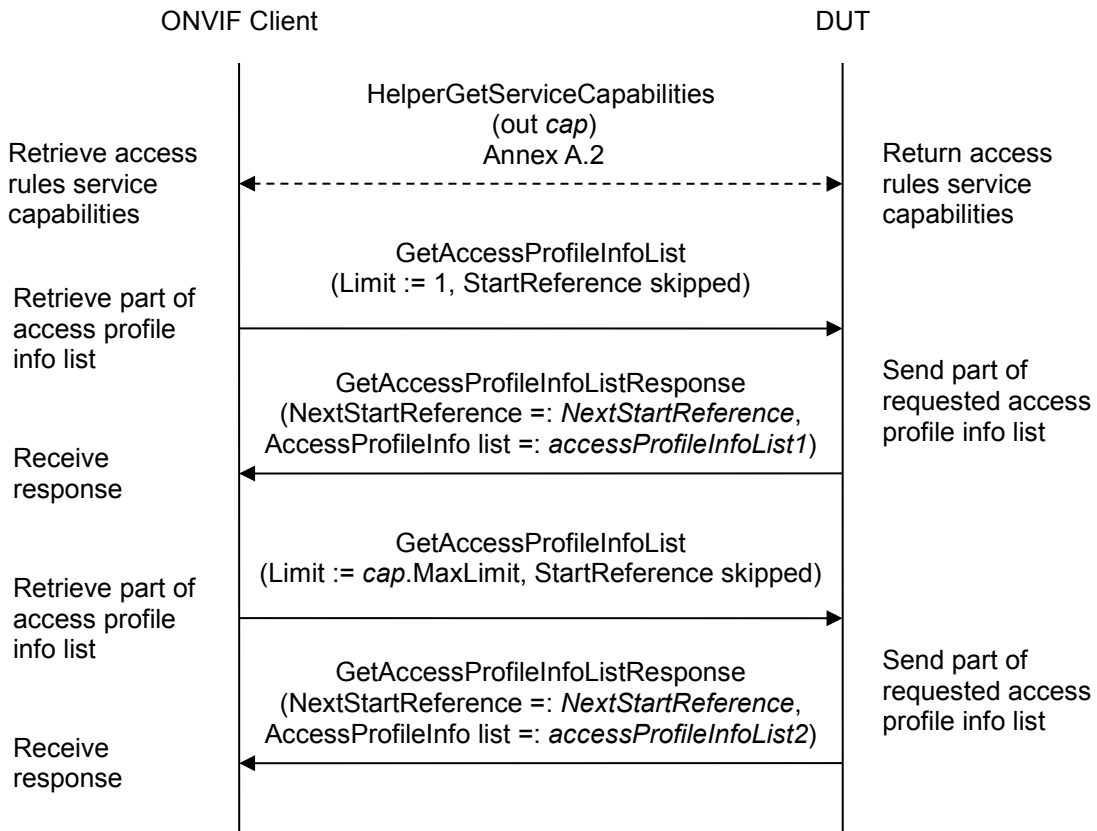 ONVIF Client
DUT
HelperGetServiceCapabilities
(out cap)
Annex A.2
Retrieve access
rules service
capabilities
Return access
rules service
capabilities
GetAccessProfileInfoList
(Limit := 1, StartReference skipped)
Retrieve part of
access profile
info list
GetAccessProfileInfoListResponse
(NextStartReference =: NextStartReference,
AccessProfileInfo list =: accessProfileInfoList1)
Send part of
requested access
profile info list
Receive
response
GetAccessProfileInfoList
(Limit := cap.MaxLimit, StartReference skipped)
Retrieve part of
access profile
info list
GetAccessProfileInfoListResponse
(NextStartReference =: NextStartReference,
AccessProfileInfo list =: accessProfileInfoList2)
Send part of
requested access
profile info list
Receive
response